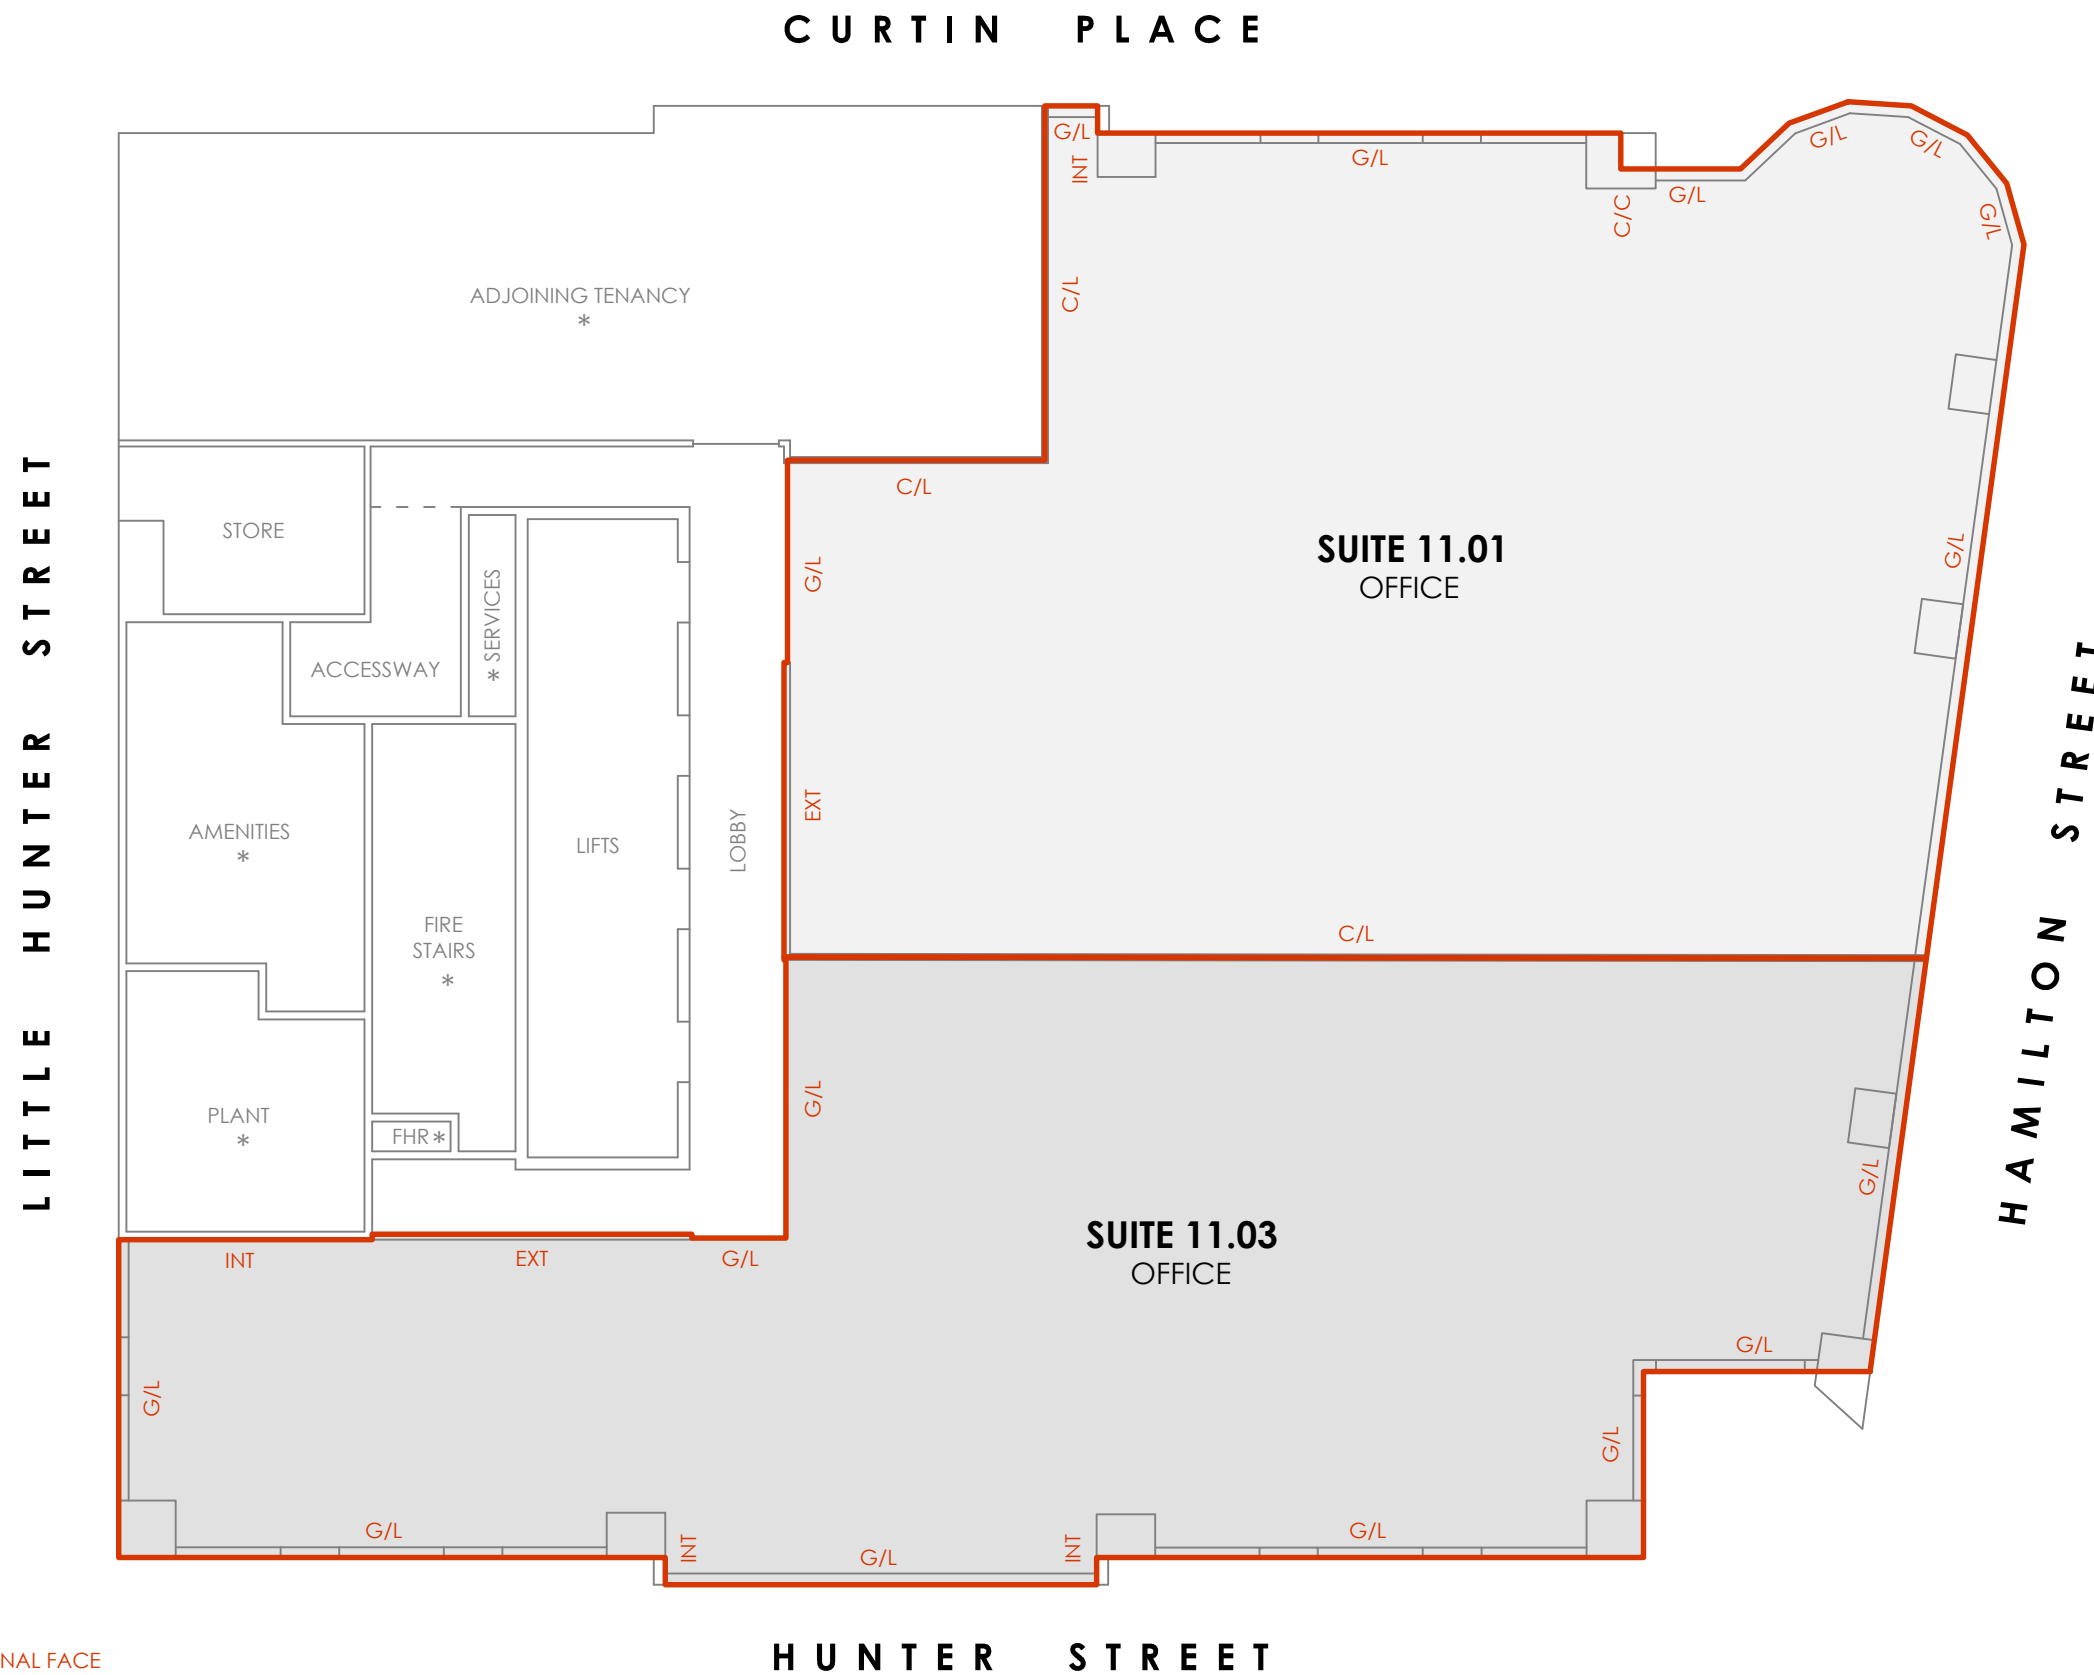 CURTIN PLACE
G/L
INT
G/L
C/C
G/L
G/L
G/L
G/L
C/L
ADJOINING TENANCY
*
C/L
STORE
SUITE 11.01
OFFICE
G/L
G/L
* SERVICES
ACCESSWAY
LITTLE HUNTER STREET
HAMILTON STREET
AMENITIES
*
LIFTS
LOBBY
EXT
FIRE
STAIRS
*
C/L
PLANT
*
FHR *
G/L
G/L
SUITE 11.03
OFFICE
INT
EXT
G/L
G/L
G/L
G/L
G/L
INT
G/L
INT
G/L
HUNTER STREET
NAL FACE